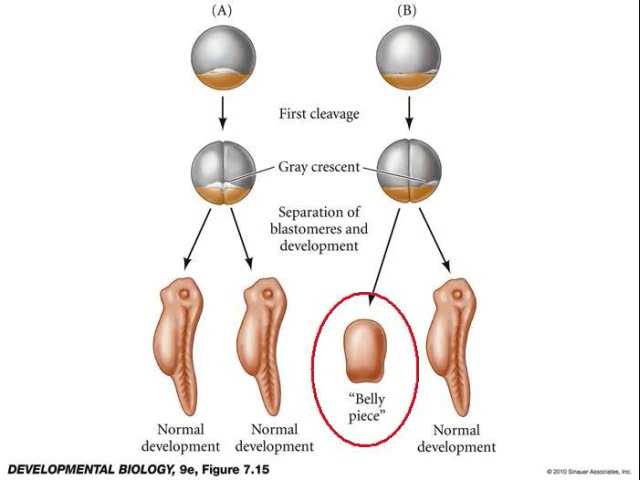 (A)
(B)
First cleavage
Gray crescent
Separation of
blastomeres and
development
"Belly
piece"
Normal
development
Normal
development
Normal
development
DEVELOPMENTAL BIOLOGY, 9e, Figure 7.15
© 2010 Sinauer Associates, Inc.